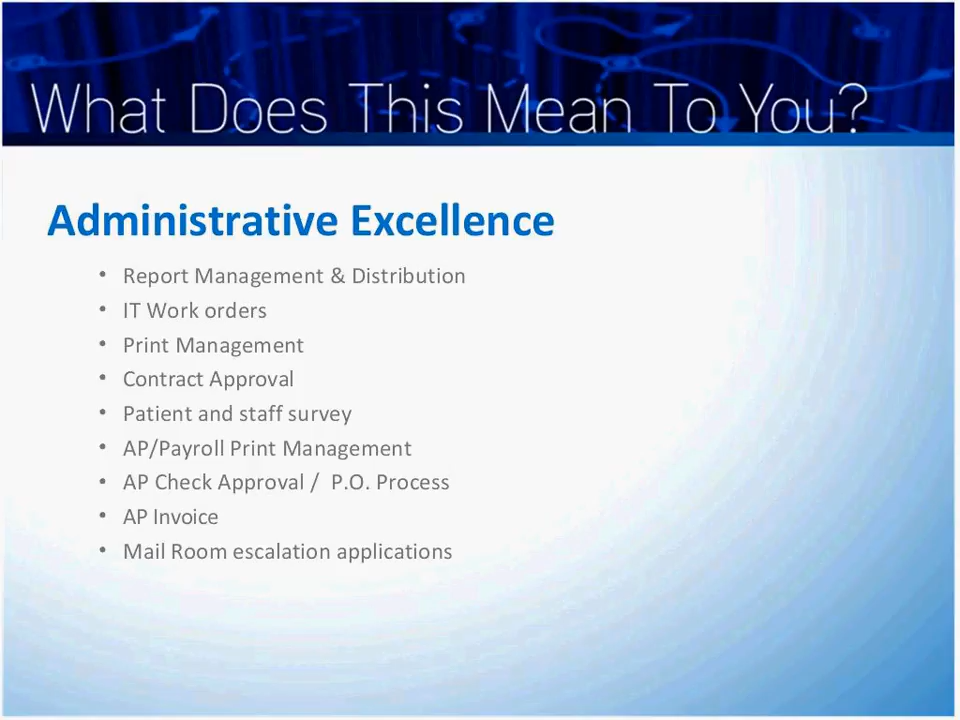 What Does This Mean To You?
Administrative Excellence
• Report Management & Distribution
• IT Work orders
• Print Management
• Contract Approval
• Patient and staff survey
• AP/Payroll Print Management
• AP Check Approval /  P.O. Process
• AP Invoice
• Mail Room escalation applications